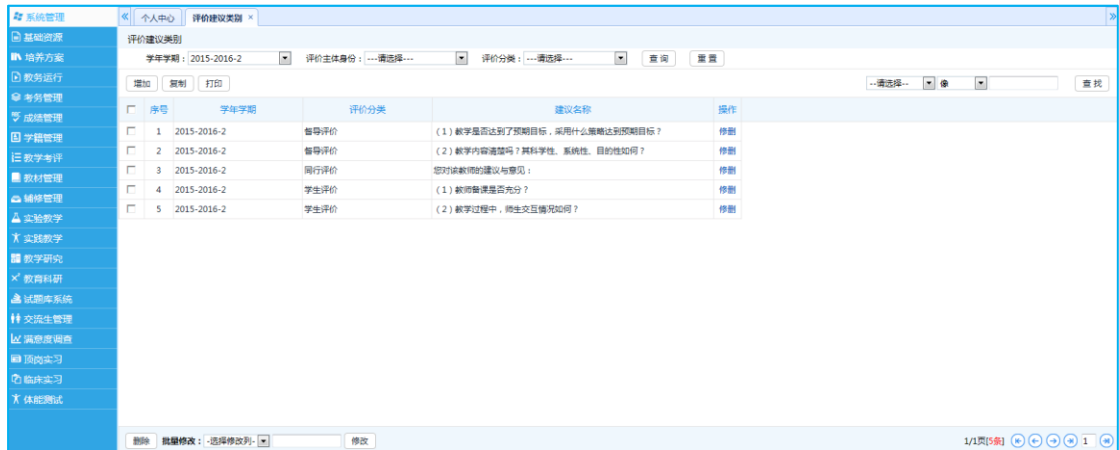 系统管理
个人中心 评价建议类别 ×
基础资源
评价建议类别
培养方案
学年学期：2015-2016-2 评价主体身份：---请选择--- 评价分类：---请选择--- 查询 重置
教务运行
增加 复制 打印 --请选择-- 像 查找
考务管理
序号 学年学期 评价分类 建议名称 操作
成绩管理
1 2015-2016-2 督导评价 （1）教学是否达到了预期目标，采用什么策略达到预期目标？ 修删
学籍管理
2 2015-2016-2 督导评价 （2）教学内容清楚吗？其科学性、系统性、目的性如何？ 修删
教学考评
3 2015-2016-2 同行评价 您对该教师的建议与意见： 修删
教材管理
4 2015-2016-2 学生评价 （1）教师备课是否充分？ 修删
辅修管理
5 2015-2016-2 学生评价 （2）教学过程中，师生交互情况如何？ 修删
实验教学
实践教学
教学研究
教育科研
试题库系统
交流生管理
满意度调查
顶岗实习
临床实习
体能测试
删除 批量修改：-选择修改列- 修改 1/1页[5条] 1